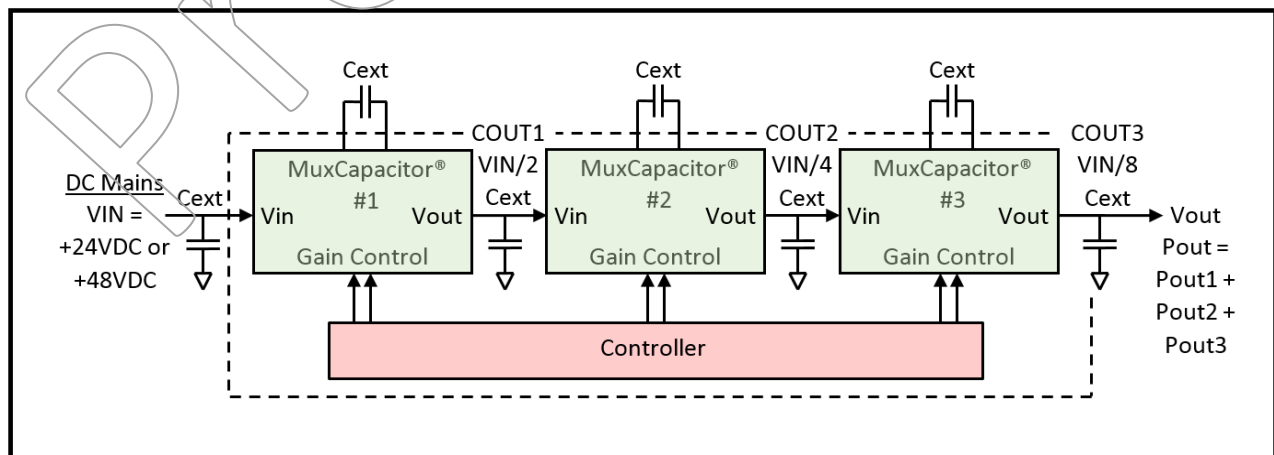 Cext
Cext
Cext
COUT1
COUT2
COUT3
VIN/2
VIN/4
VIN/8
MuxCapacitor®
#1
MuxCapacitor®
#2
MuxCapacitor®
#3
DC Mains
VIN =
+24VDC or
+48VDC
Cext
Cext
Cext
Cext
Vin
Vout
Vin
Vout
Vin
Vout
Gain Control
Gain Control
Gain Control
Vout
Pout =
Pout1 +
Pout2 +
Pout3
Controller